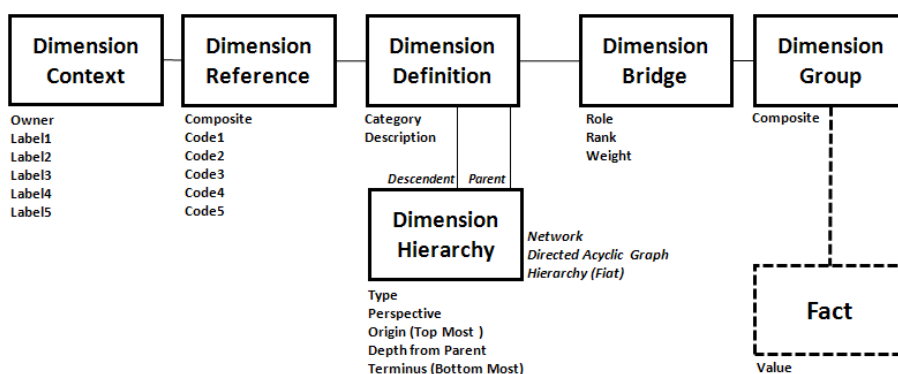 Dimension
Context
Dimension
Reference
Dimension
Definition
Dimension
Bridge
Dimension
Group
Owner
Label1
Label2
Label3
Label4
Label5
Composite
Code1
Code2
Code3
Code4
Code5
Category
Description
Role
Rank
Weight
Composite
Descendent
Parent
Dimension
Hierarchy
Network
Directed Acyclic Graph
Hierarchy (Fiat)
Type
Perspective
Origin (Top Most )
Depth from Parent
Terminus (Bottom Most)
Fact
Value